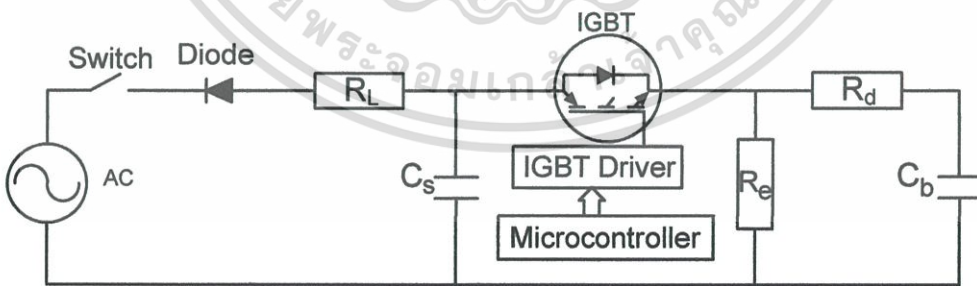 IGBT
Switch
Diode
R_L
R_d
AC
C_s
IGBT Driver
R_e
C_b
Microcontroller